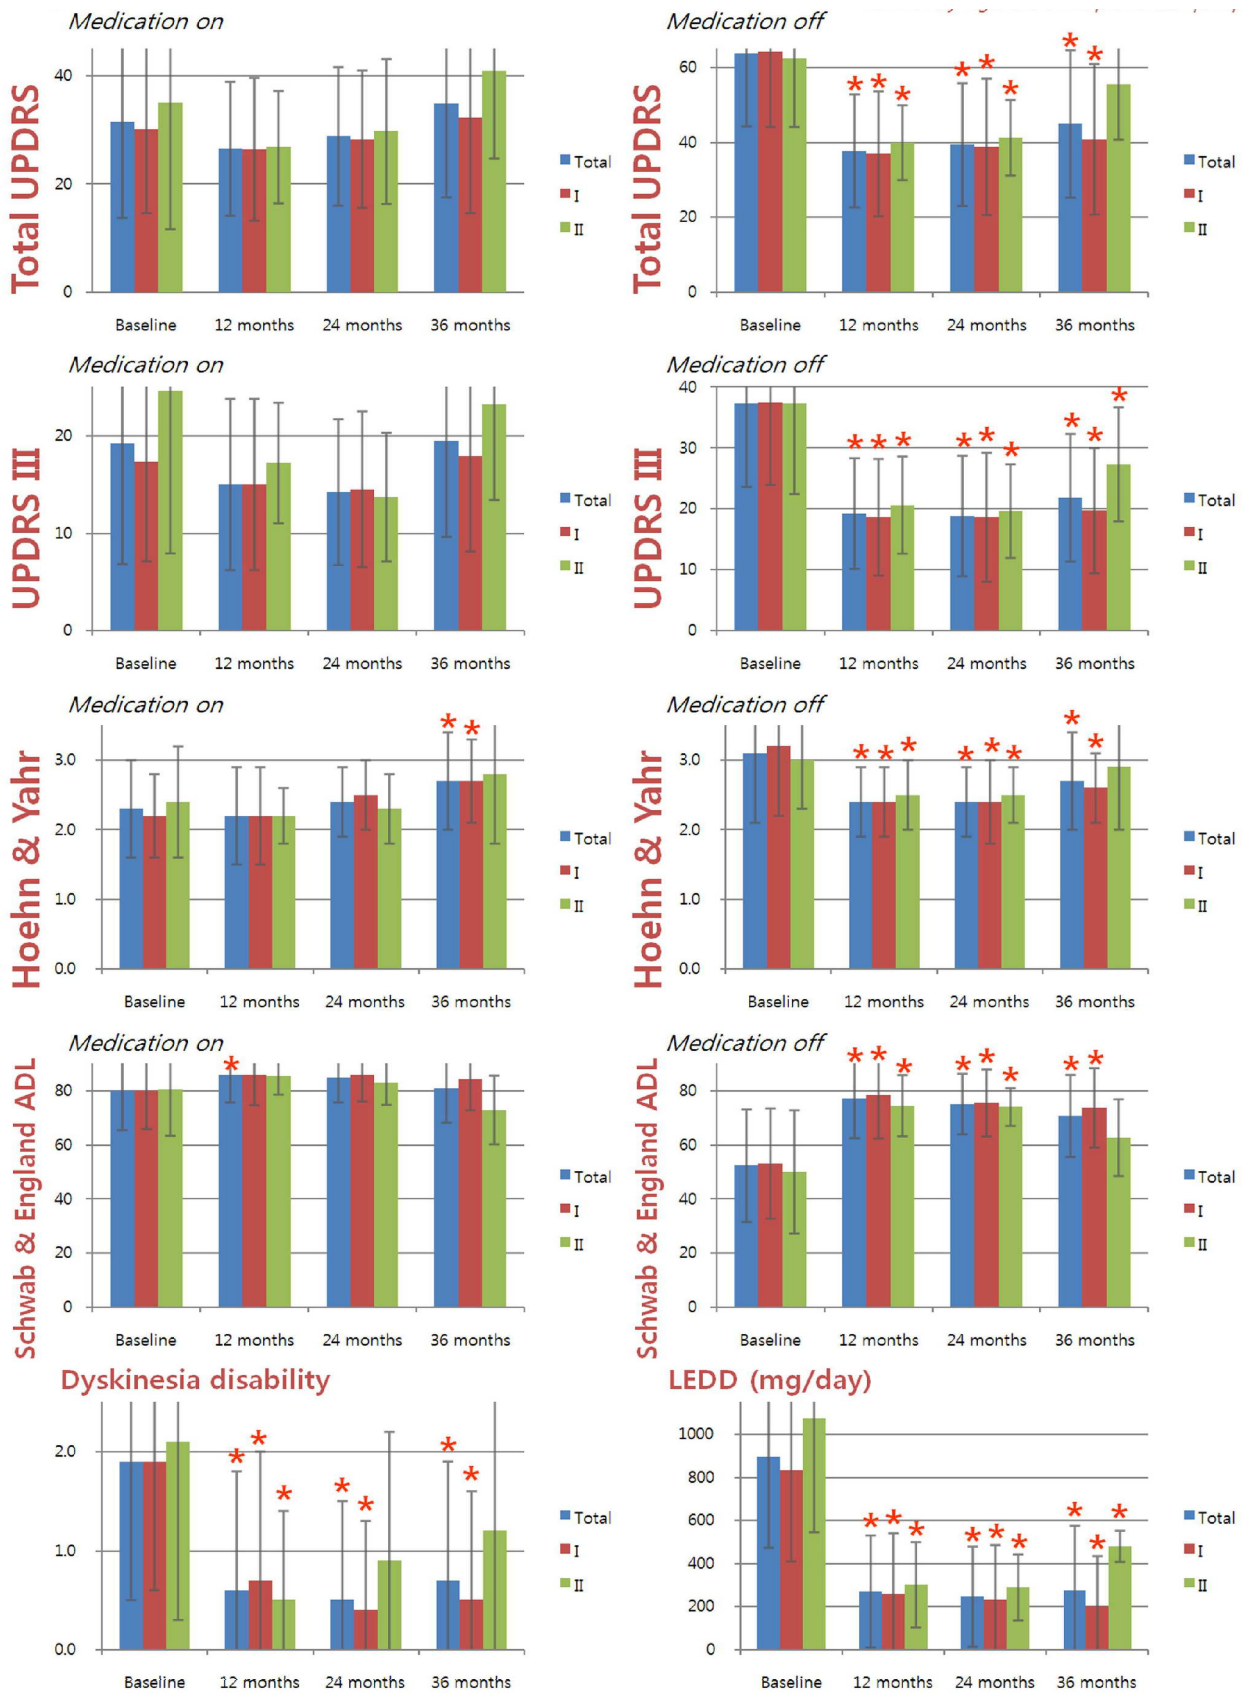 Medication on
Total UPDRS
40
20
0
Baseline 12 months 24 months 36 months
Total
I
II
Medication off
Total UPDRS
60
40
20
0
Baseline 12 months 24 months 36 months
Total
I
II
Medication on
UPDRS III
20
10
0
Baseline 12 months 24 months 36 months
Total
I
II
Medication off
UPDRS III
40
30
20
10
0
Baseline 12 months 24 months 36 months
Total
I
II
Medication on
Hoehn & Yahr
3.0
2.0
1.0
0.0
Baseline 12 months 24 months 36 months
Total
I
II
Medication off
Hoehn & Yahr
3.0
2.0
1.0
0.0
Baseline 12 months 24 months 36 months
Total
I
II
Medication on
Schwab & England ADL
80
60
40
20
0
Baseline 12 months 24 months 36 months
Total
I
II
Medication off
Schwab & England ADL
80
60
40
20
0
Baseline 12 months 24 months 36 months
Total
I
II
Dyskinesia disability
2.0
1.0
0.0
Baseline 12 months 24 months 36 months
Total
I
II
LEDD (mg/day)
1000
800
600
400
200
0
Baseline 12 months 24 months 36 months
Total
I
II